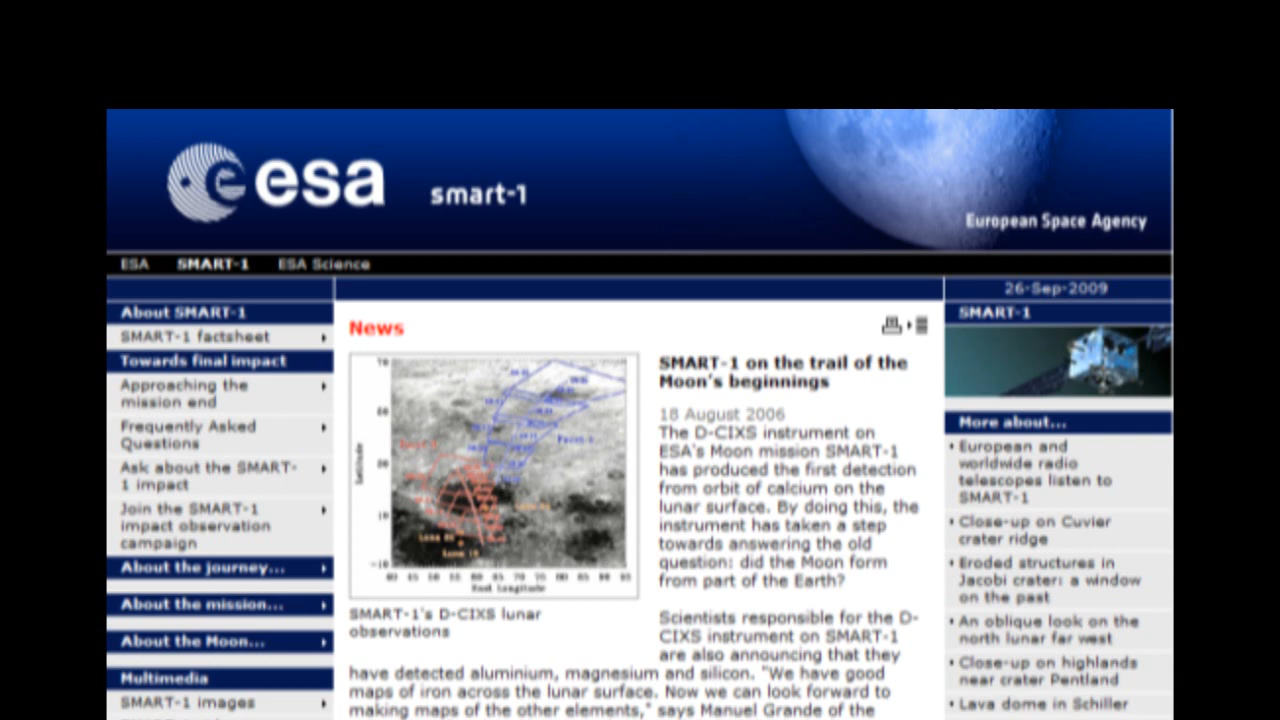 esa
smart-1
European Space Agency
ESA SMART-1 ESA Science
26-Sep-2009
About SMART-1
SMART-1 factsheet
Towards final impact
Approaching the
mission end
Frequently Asked
Questions
Ask about the SMART-
1 impact
Join the SMART-1
impact observation
campaign
About the journey...
About the mission...
About the Moon...
Multimedia
SMART-1 images
News
Latitude
East Longitude
SMART-1's D-CIXS lunar
observations
SMART-1 on the trail of the
Moon's beginnings
18 August 2006
The D-CIXS instrument on
ESA's Moon mission SMART-1
has produced the first detection
from orbit of calcium on the
lunar surface. By doing this, the
instrument has taken a step
towards answering the old
question: did the Moon form
from part of the Earth?
Scientists responsible for the D-
CIXS instrument on SMART-1
are also announcing that they
have detected aluminium, magnesium and silicon. "We have good
maps of iron across the lunar surface. Now we can look forward to
making maps of the other elements," says Manuel Grande of the
SMART-1
More about...
European and
worldwide radio
telescopes listen to
SMART-1
Close-up on Cuvier
crater ridge
Eroded structures in
Jacobi crater: a window
on the past
An oblique look on the
north lunar far west
Close-up on highlands
near crater Pentland
Lava dome in Schiller